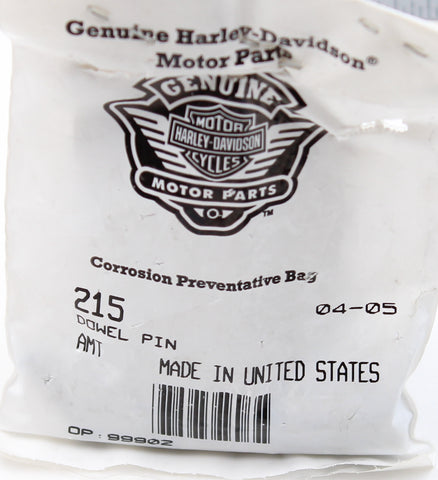 Genuine Harley-Davidson
Motor Parts®
GENUINE
MOTOR
HARLEY-DAVIDSON
CYCLES
MOTOR PARTS
™
Corrosion Preventative Bag
215 04-05
DOWEL PIN
AMT
MADE IN UNITED STATES
OP: 99902